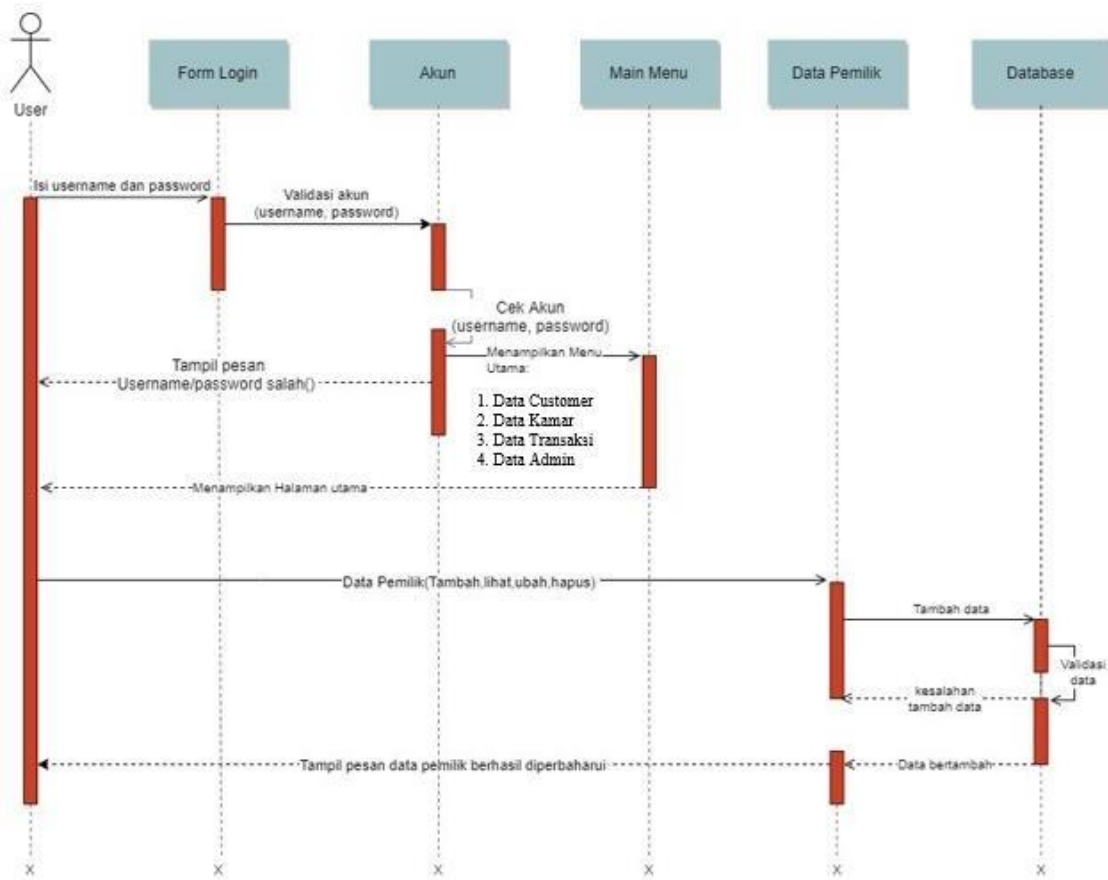 User
Form Login
Akun
Main Menu
Data Pemilik
Database
Isi username dan password
Validasi akun
(username, password)
Cek Akun
(username, password)
Menampilkan Menu
Utama:
Tampil pesan
Username/password salah()
1. Data Customer
2. Data Kamar
3. Data Transaksi
4. Data Admin
Menampilkan Halaman utama
Data Pemilik(Tambah,lihat,ubah,hapus)
Tambah data
Validasi
data
kesalahan
tambah data
Tampil pesan data pemilik berhasil diperbaharui
Data bertambah
X
X
X
X
X
X